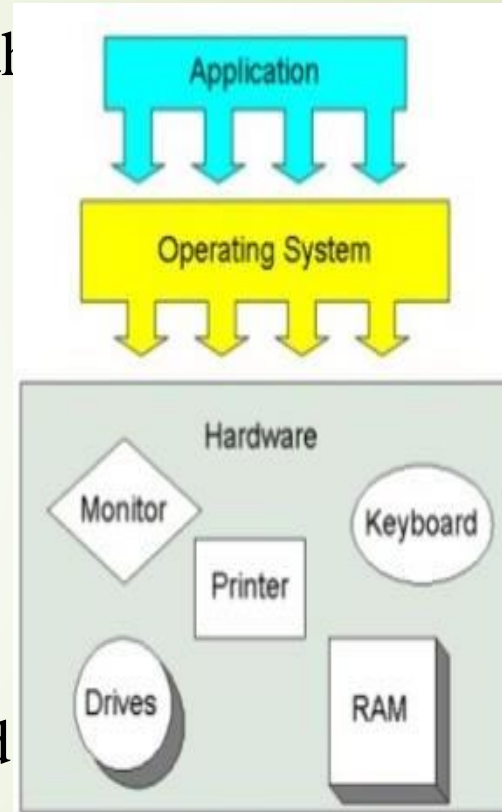 Application
Operating System
Hardware
Monitor
Keyboard
Printer
Drives
RAM